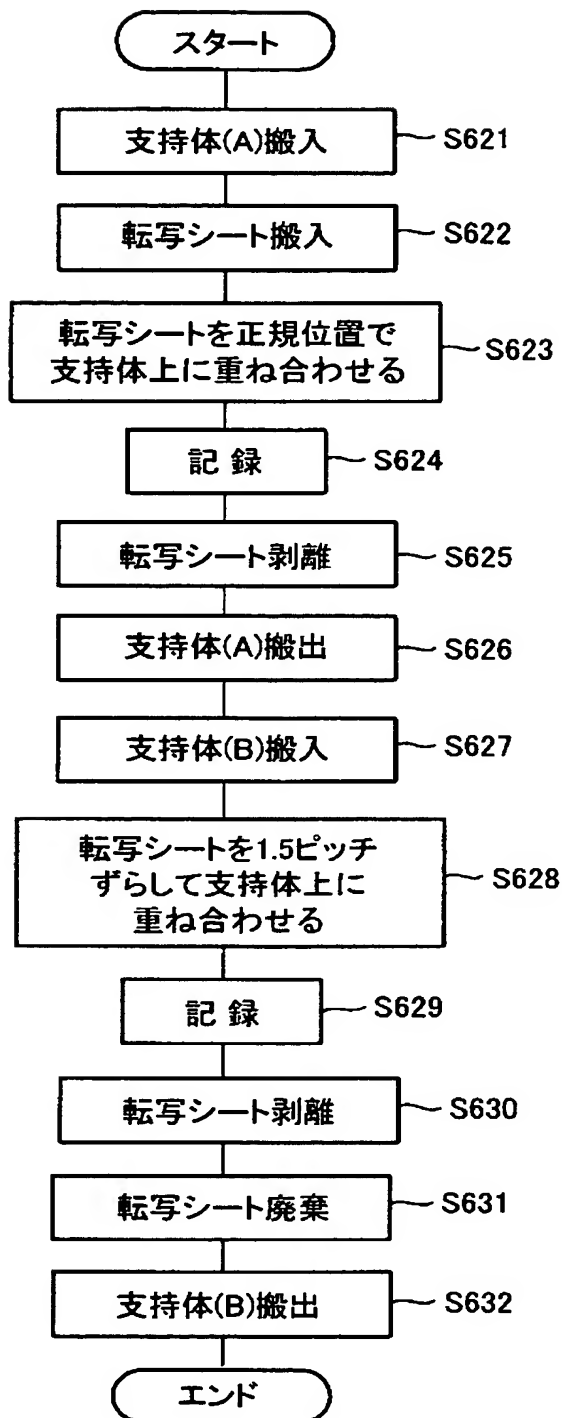 スタート
支持体(A)搬入
S621
転写シート搬入
S622
転写シートを正規位置で
支持体上に重ね合わせる
S623
記 録
S624
転写シート剥離
S625
支持体(A)搬出
S626
支持体(B)搬入
S627
転写シートを1.5ピッチ
ずらして支持体上に
重ね合わせる
S628
記 録
S629
転写シート剥離
S630
転写シート廃棄
S631
支持体(B)搬出
S632
エンド